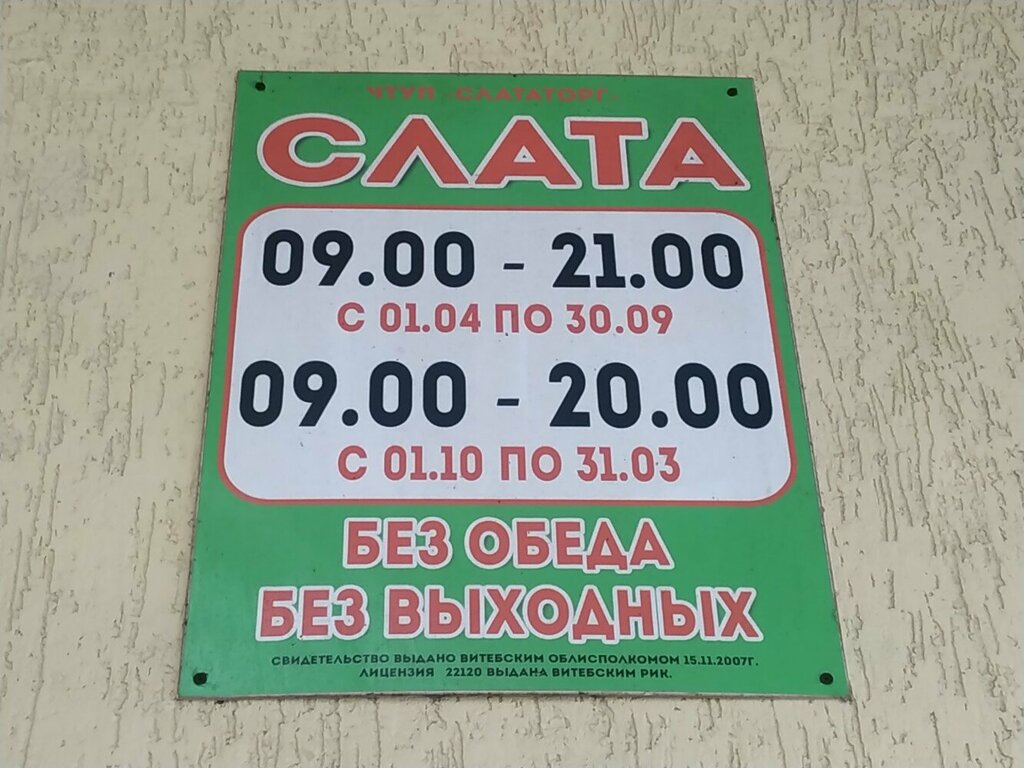 ЧТУП "СЛАТАТОРГ"
СЛАТА
09.00 - 21.00
С 01.04 ПО 30.09
09.00 - 20.00
С 01.10 ПО 31.03
БЕЗ ОБЕДА
БЕЗ ВЫХОДНЫХ
СВИДЕТЕЛЬСТВО ВЫДАНО ВИТЕБСКИМ ОБЛИСПОЛКОМОМ 15.11.2007Г.
ЛИЦЕНЗИЯ 22120 ВЫДАНА ВИТЕБСКИМ РИК.